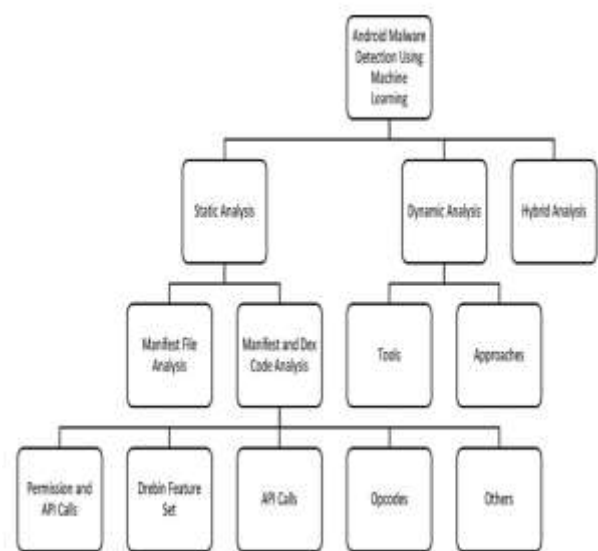 Android Malware
Detection Using
Machine
Learning
Static Analysis
Dynamic Analysis
Hybrid Analysis
Manifest File
Analysis
Manifest and Dex
Code Analysis
Tools
Approaches
Permission and
API Calls
Drebin Feature
Set
API Calls
Opcodes
Others